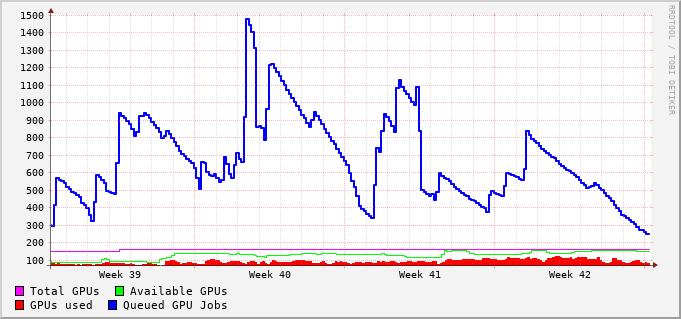 1500
1400
1300
1200
1100
1000
900
800
700
600
500
400
300
200
100
Week 39
Week 40
Week 41
Week 42
RRDTOOL / TOBI OETIKER
Total GPUs
Available GPUs
GPUs used
Queued GPU Jobs